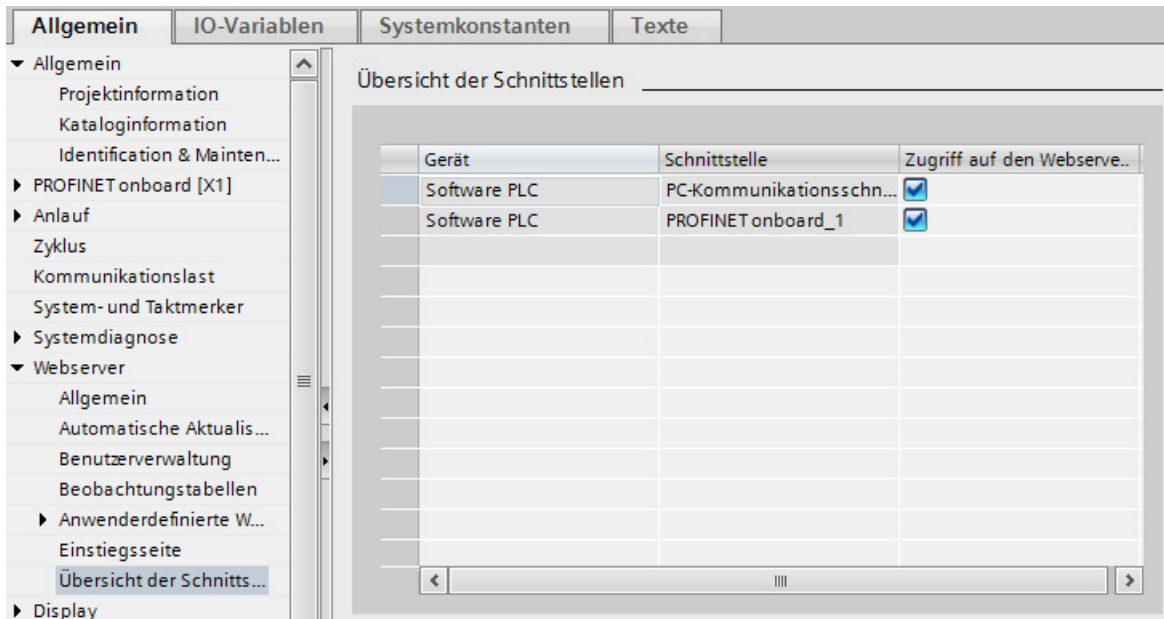 Allgemein IO-Variablen Systemkonstanten Texte
Allgemein
Projektinformation
Kataloginformation
Identification & Mainten...
PROFINET onboard [X1]
Anlauf
Zyklus
Kommunikationslast
System- und Taktmerker
Systemdiagnose
Webserver
Allgemein
Automatische Aktualis...
Benutzerverwaltung
Beobachtungstabellen
Anwenderdefinierte W...
Einstiegsseite
Übersicht der Schnitts...
Display
Übersicht der Schnittstellen
Gerät Schnittstelle Zugriff auf den Webserve..
Software PLC PC-Kommunikationsschn...
Software PLC PROFINET onboard_1